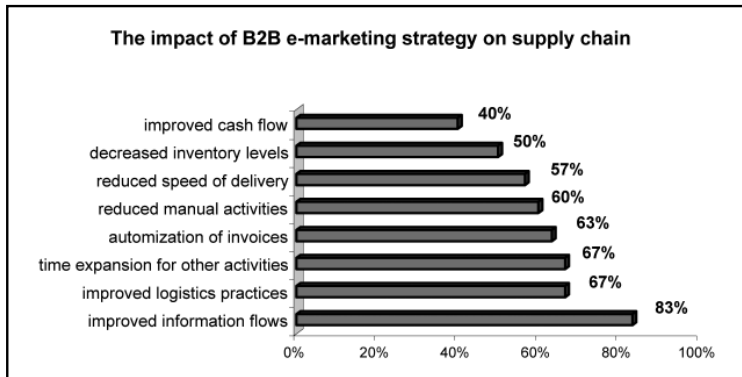 The impact of B2B e-marketing strategy on supply chain
improved cash flow 40%
decreased inventory levels 50%
reduced speed of delivery 57%
reduced manual activities 60%
automization of invoices 63%
time expansion for other activities 67%
improved logistics practices 67%
improved information flows 83%
0% 20% 40% 60% 80% 100%